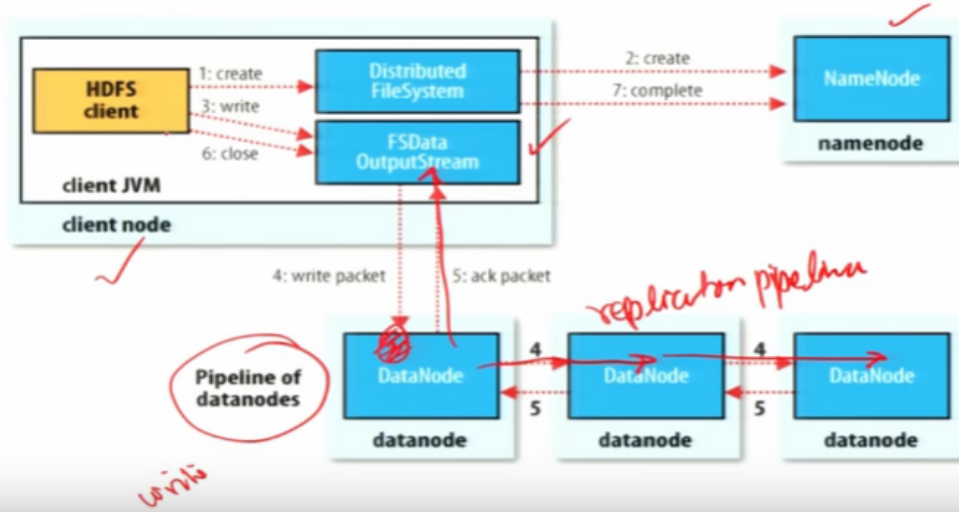 HDFS
client
1: create
3: write
6: close
Distributed
FileSystem
FSData
OutputStream
client JVM
client node
2: create
7: complete
NameNode
namenode
4: write packet
5: ack packet
replication pipeline
Pipeline of
datanodes
DataNode
datanode
4
5
DataNode
datanode
4
5
DataNode
datanode
write